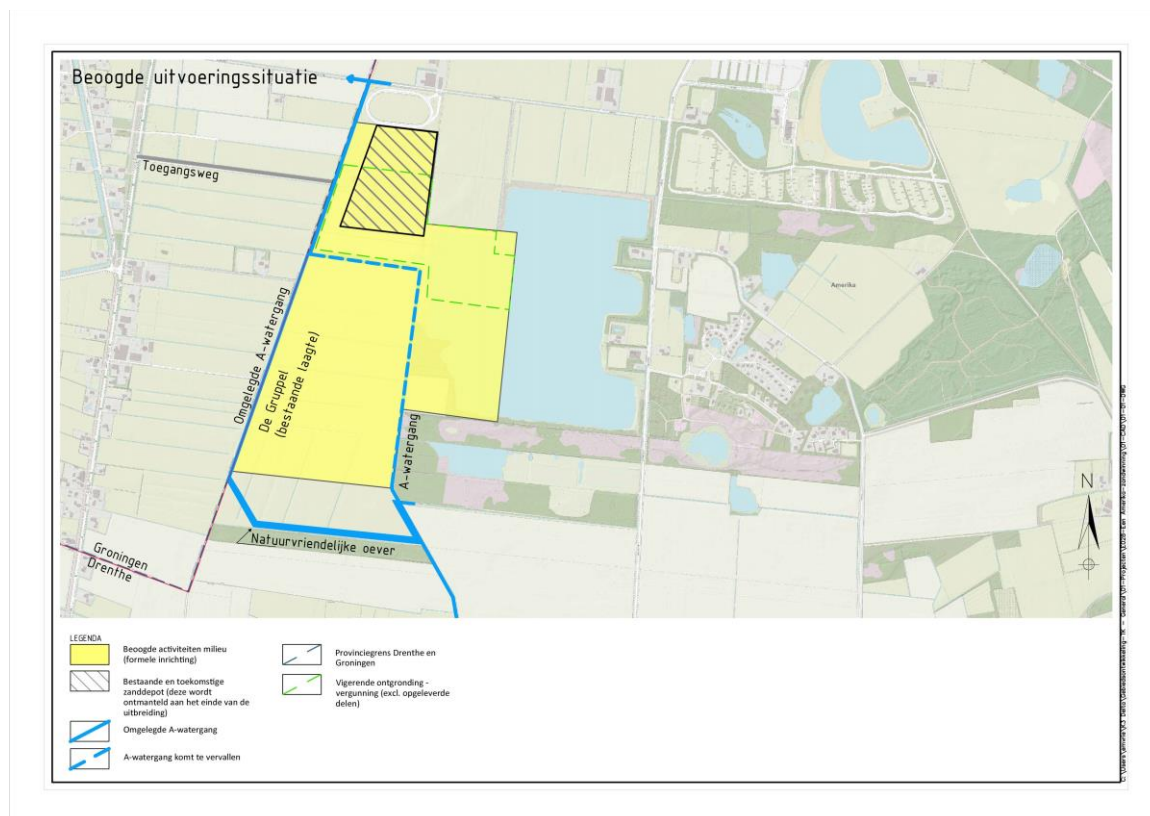 Beoogde uitvoeringssituatie
Toegangsweg
Omgelegde A-watergang
De Gruppel
(bestaande laagte)
A-watergang
Amerika
Natuurvriendelijke oever
Groningen
Drenthe
N
LEGENDA
Beoogde activiteiten milieu
(formele inrichting)
Bestaande en toekomstige
zanddepot (deze wordt
ontmanteld aan het einde van de
uitbreiding)
Omgelegde A-watergang
A-watergang komt te vervallen
Provinciegrens Drenthe en
Groningen
Vigerende ontgronding -
vergunning (excl. opgeleverde
delen)